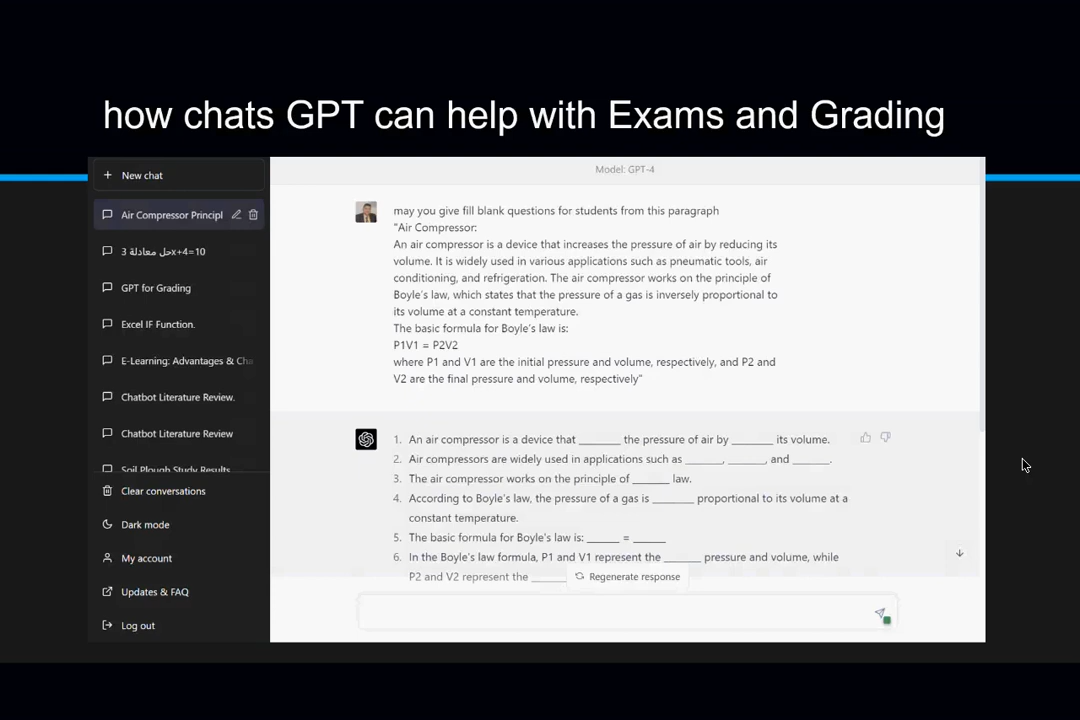 how chats GPT can help with Exams and Grading
New chat
Air Compressor Principl
حل معادلة 3x+4=10
GPT for Grading
Excel IF Function.
E-Learning: Advantages & Cha
Chatbot Literature Review.
Chatbot Literature Review
Soil Plough Study Results
Clear conversations
Dark mode
My account
Updates & FAQ
Log out
Model: GPT-4
may you give fill blank questions for students from this paragraph
"Air Compressor:
An air compressor is a device that increases the pressure of air by reducing its
volume. It is widely used in various applications such as pneumatic tools, air
conditioning, and refrigeration. The air compressor works on the principle of
Boyle's law, which states that the pressure of a gas is inversely proportional to
its volume at a constant temperature.
The basic formula for Boyle's law is:
P1V1 = P2V2
where P1 and V1 are the initial pressure and volume, respectively, and P2 and
V2 are the final pressure and volume, respectively"
1. An air compressor is a device that ________ the pressure of air by ________ its volume.
2. Air compressors are widely used in applications such as _______, _______, and _______.
3. The air compressor works on the principle of _______ law.
4. According to Boyle's law, the pressure of a gas is ________ proportional to its volume at a
constant temperature.
5. The basic formula for Boyle's law is: ______ = ______
6. In the Boyle's law formula, P1 and V1 represent the _______ pressure and volume, while
P2 and V2 represent the _______
Regenerate response